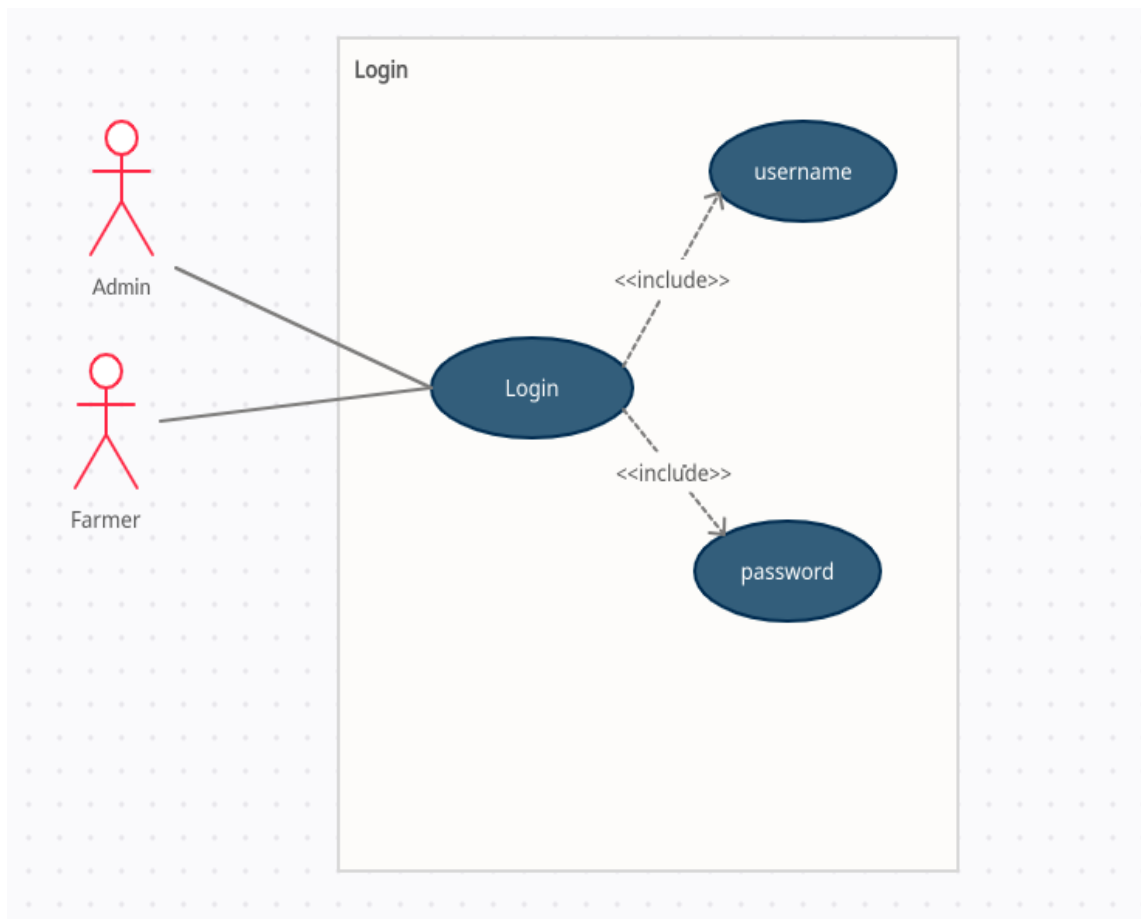 Login
username
Admin
<<include>>
Login
<<include>>
Farmer
password